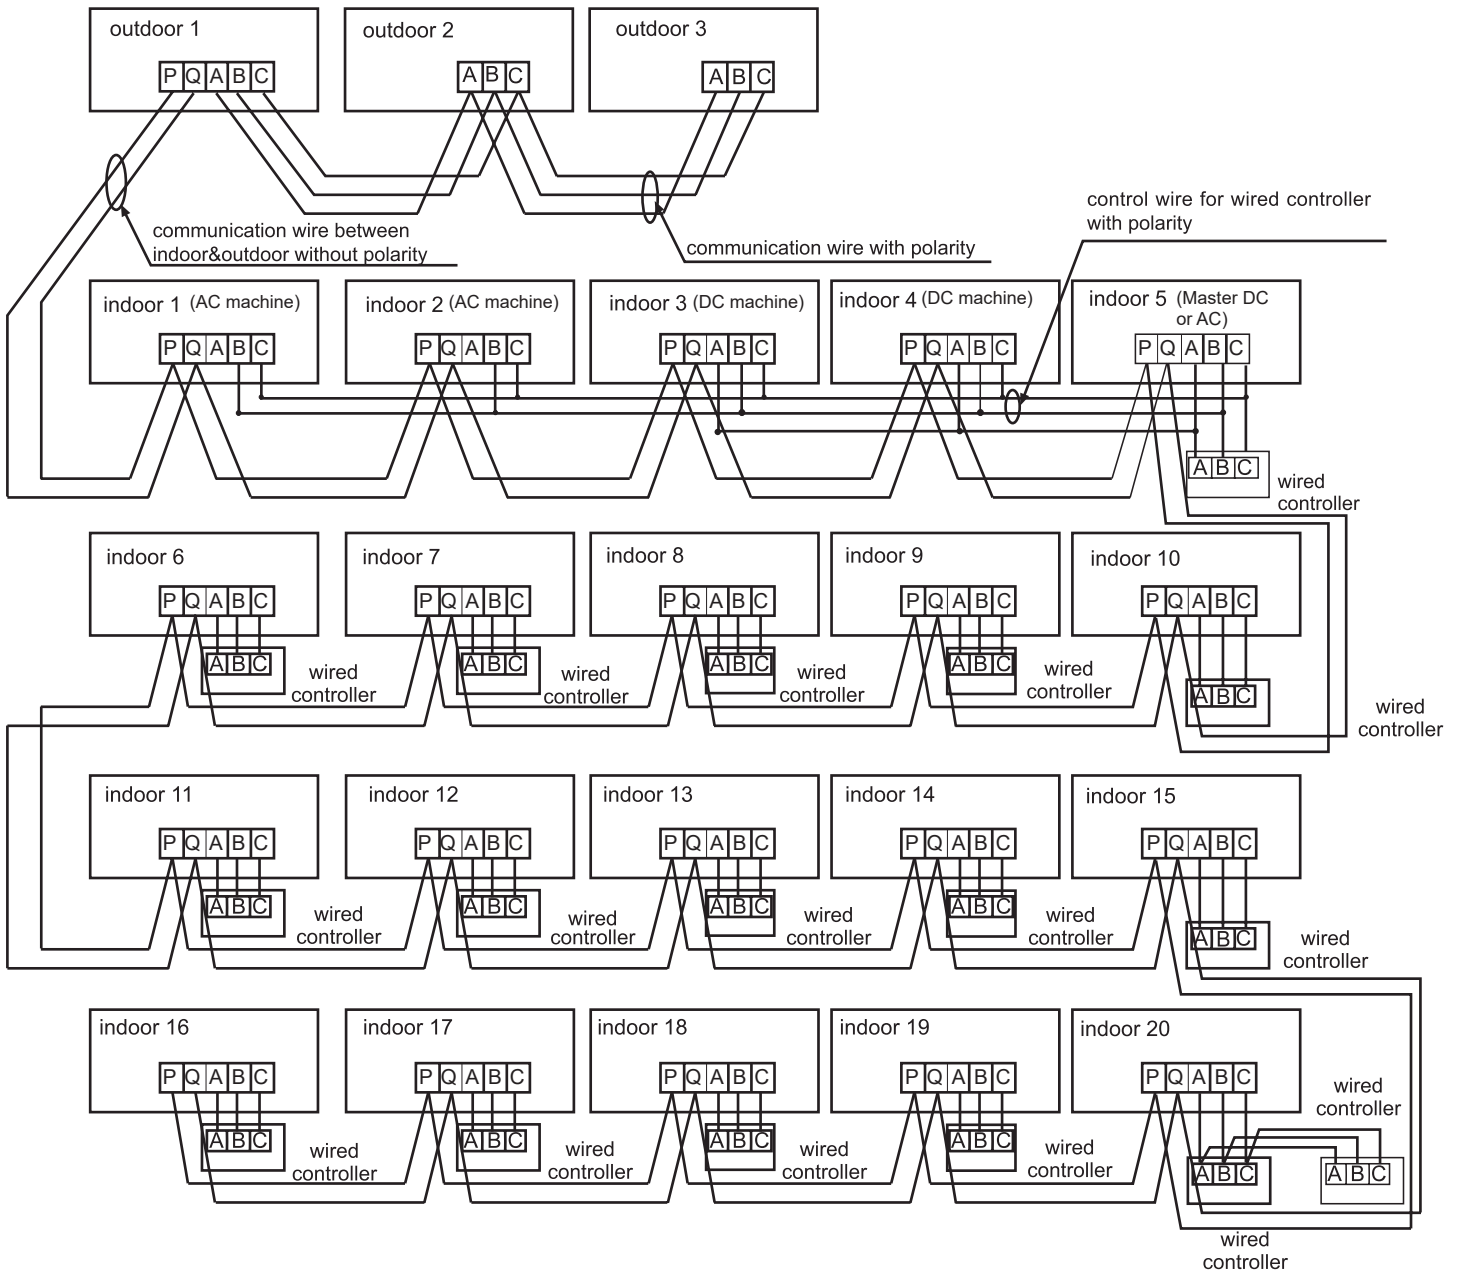 outdoor 1
outdoor 2
outdoor 3
P Q A B C
A B C
A B C
control wire for wired controller
with polarity
communication wire between
indoor&outdoor without polarity
communication wire with polarity
indoor 1 (AC machine)
indoor 2 (AC machine)
indoor 3 (DC machine)
indoor 4 (DC machine)
indoor 5 (Master DC
or AC)
P Q A B C
P Q A B C
P Q A B C
P Q A B C
P Q A B C
A B C
wired
controller
indoor 6
indoor 7
indoor 8
indoor 9
indoor 10
P Q A B C
P Q A B C
P Q A B C
P Q A B C
P Q A B C
A B C
wired
controller
A B C
wired
controller
A B C
wired
controller
A B C
wired
controller
A B C
wired
controller
indoor 11
indoor 12
indoor 13
indoor 14
indoor 15
P Q A B C
P Q A B C
P Q A B C
P Q A B C
P Q A B C
A B C
wired
controller
A B C
wired
controller
A B C
wired
controller
A B C
wired
controller
A B C
wired
controller
indoor 16
indoor 17
indoor 18
indoor 19
indoor 20
P Q A B C
P Q A B C
P Q A B C
P Q A B C
P Q A B C
wired
controller
A B C
wired
controller
A B C
wired
controller
A B C
wired
controller
A B C
wired
controller
A B C
A B C
wired
controller